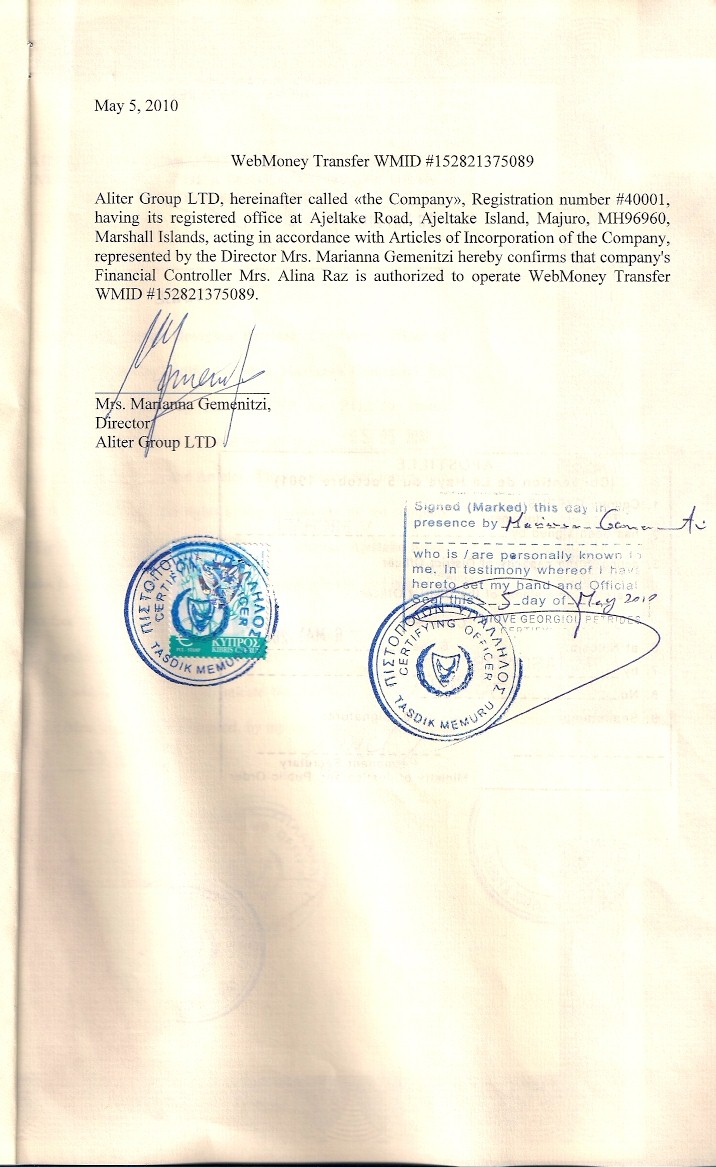 May 5, 2010
WebMoney Transfer WMID #152821375089
Aliter Group LTD, hereinafter called «the Company», Registration number #40001,
having its registered office at Ajeltake Road, Ajeltake Island, Majuro, MH96960,
Marshall Islands, acting in accordance with Articles of Incorporation of the Company,
represented by the Director Mrs. Marianna Gemenitzi hereby confirms that company's
Financial Controller Mrs. Alina Raz is authorized to operate WebMoney Transfer
WMID #152821375089.
Mrs. Marianna Gemenitzi,
Director
Aliter Group LTD
Signed (Marked) this day in
presence by
who is / are personally known to
me. In testimony whereof I have
hereto set my hand and Official
Seal this 5 day of May 2010
GEORGIOU PETRIDES
ΠΙΣΤΟΠΟΙΩΝ ΥΠΑΛΛΗΛΟΣ
CERTIFYING OFFICER
TASDIK MEMURU
ΚΥΠΡΟΣ
KIBRIS CYPRUS
ΠΙΣΤΟΠΟΙΩΝ ΥΠΑΛΛΗΛΟΣ
CERTIFYING OFFICER
TASDIK MEMURU